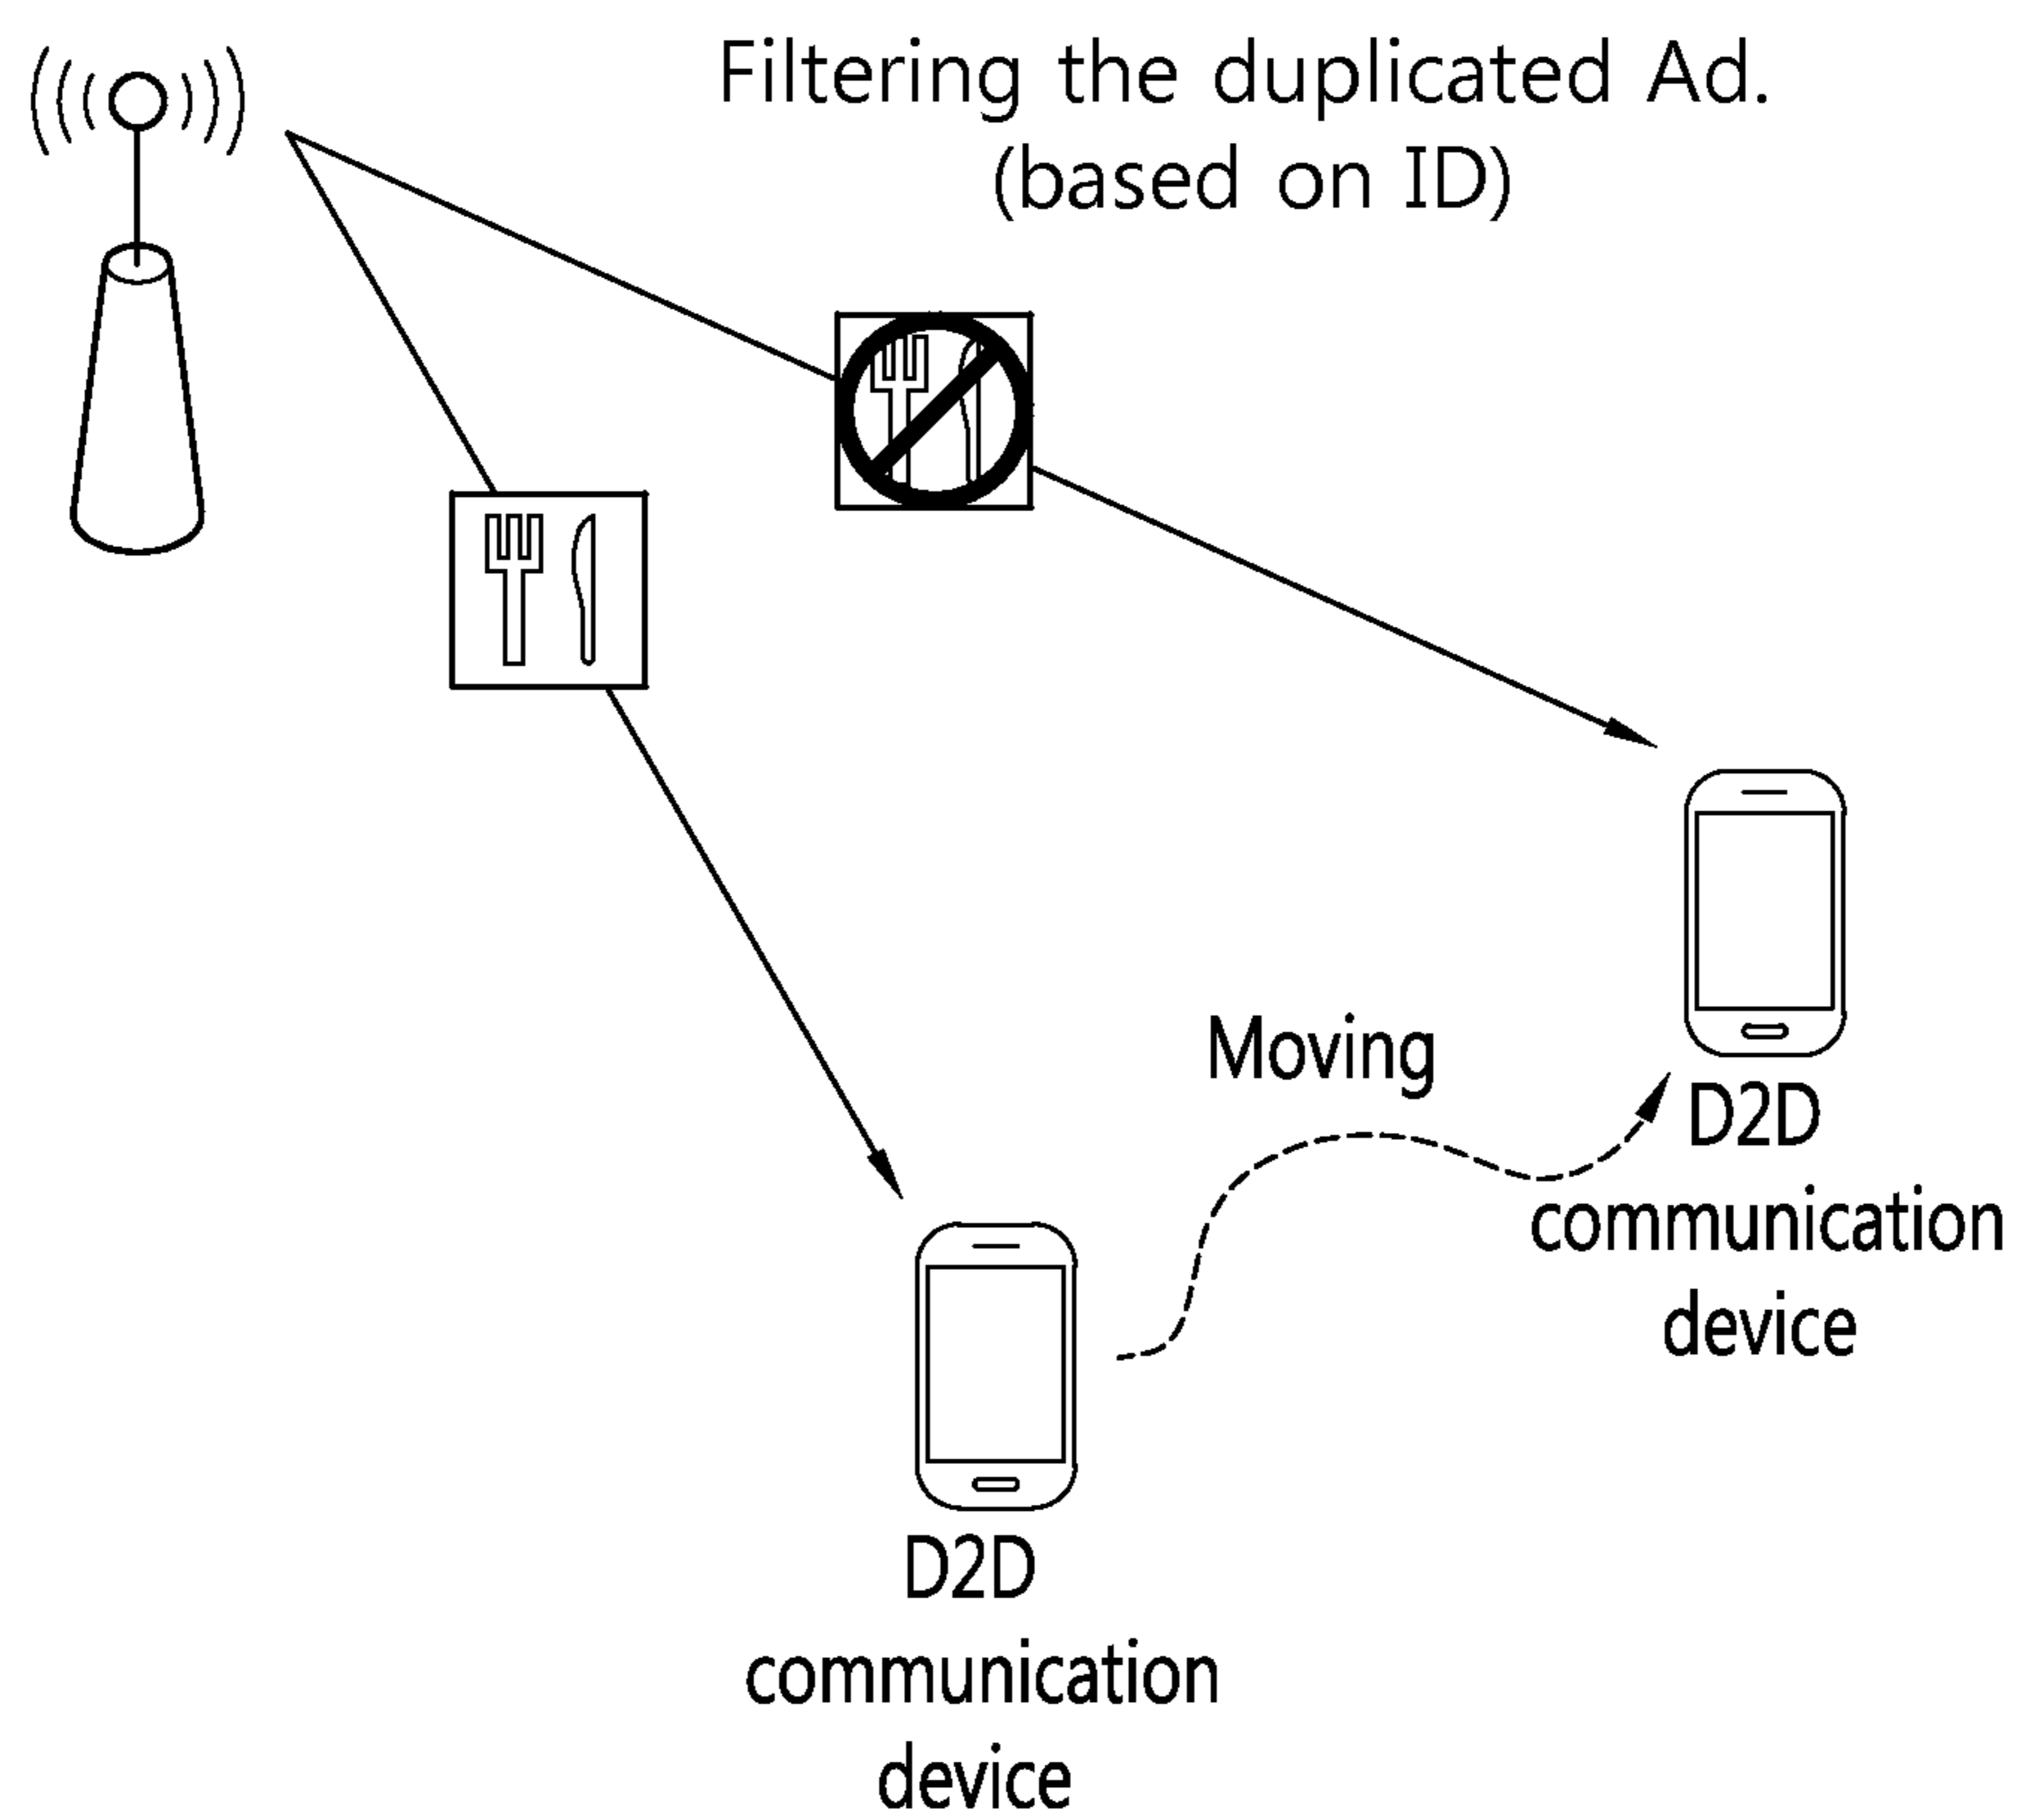 Filtering the duplicated Ad.
(based on ID)
Moving
D2D
communication
device
D2D
communication
device